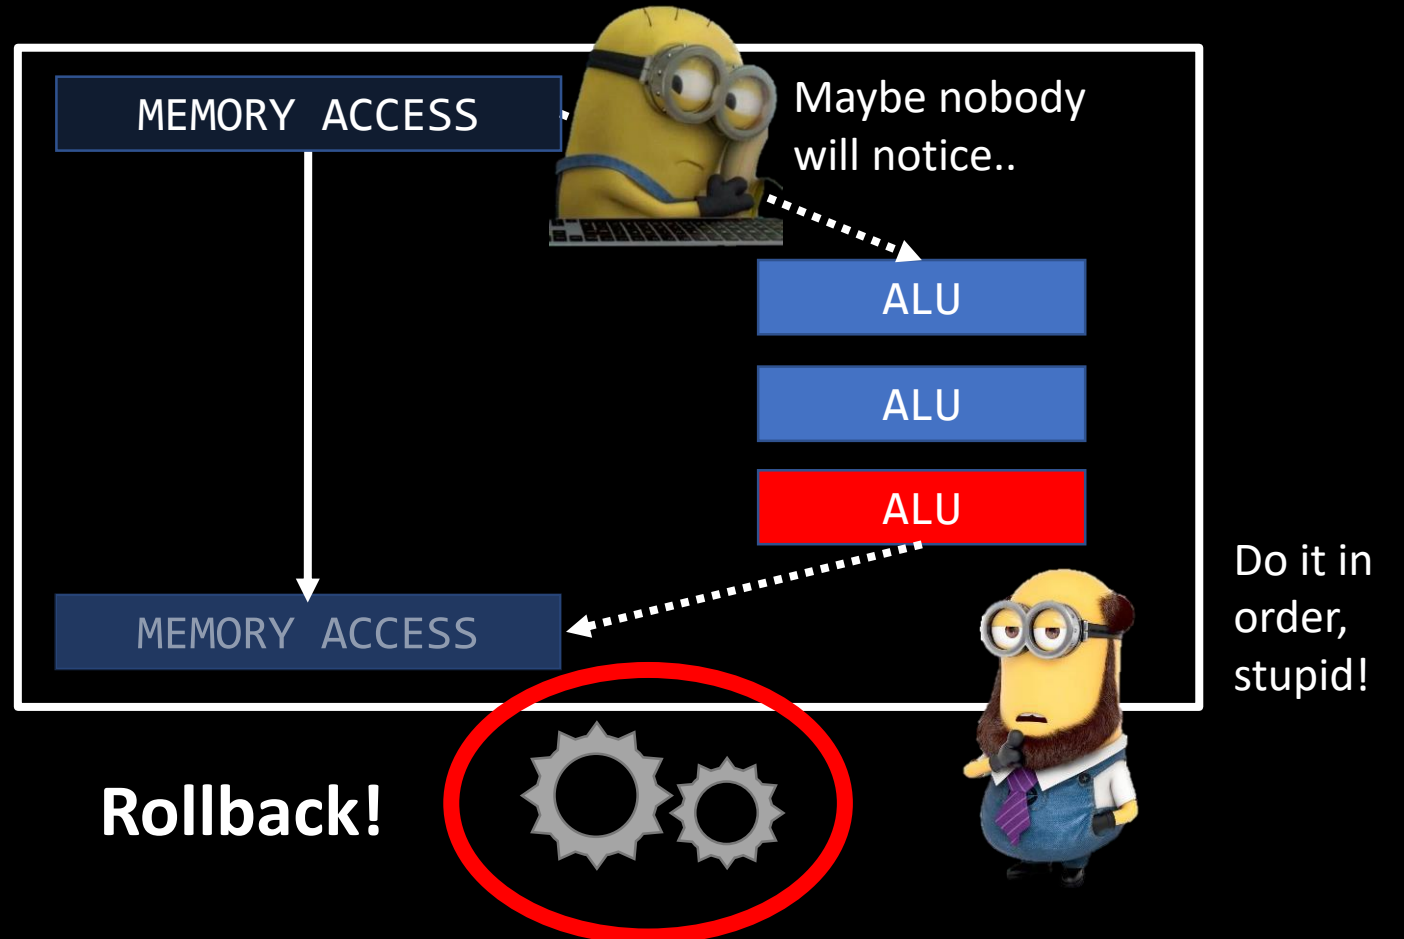 MEMORY ACCESS
Maybe nobody
will notice..
ALU
ALU
ALU
Do it in
order,
stupid!
MEMORY ACCESS
Rollback!